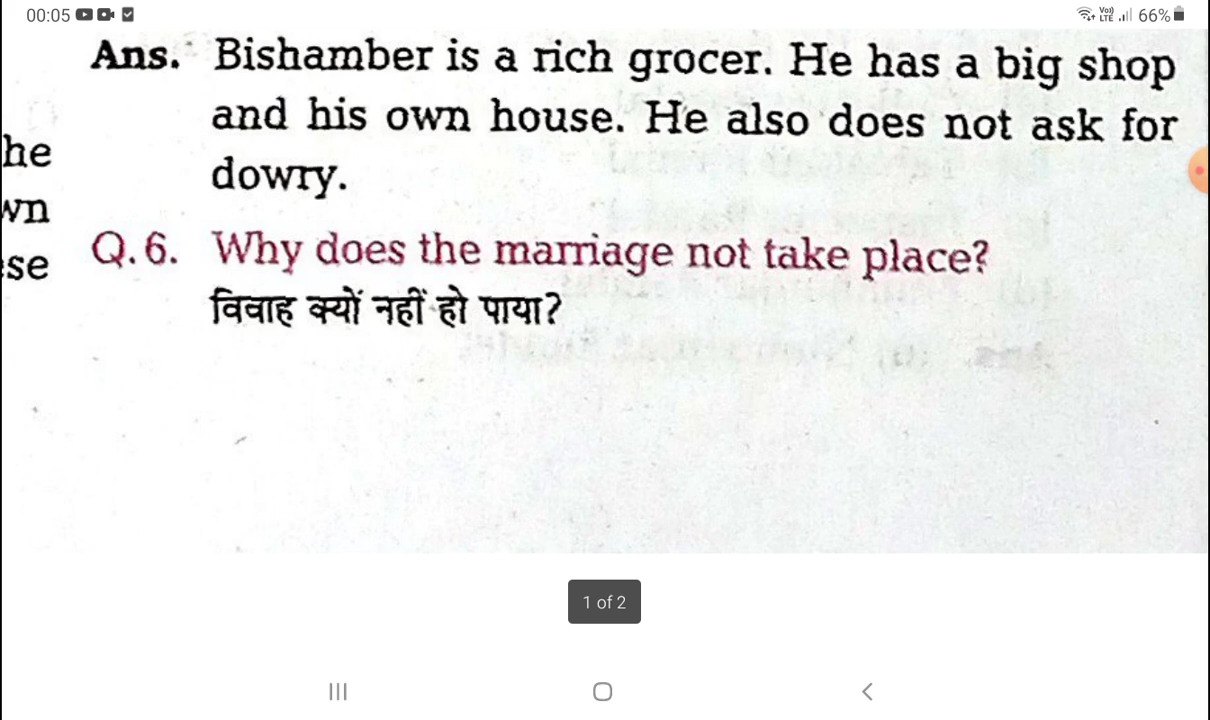 00:05
Vo) LTE 66%
Ans. Bishamber is a rich grocer. He has a big shop
and his own house. He also does not ask for
dowry.
he
wn
se
Q.6. Why does the marriage not take place?
विवाह क्यों नहीं हो पाया?
1 of 2